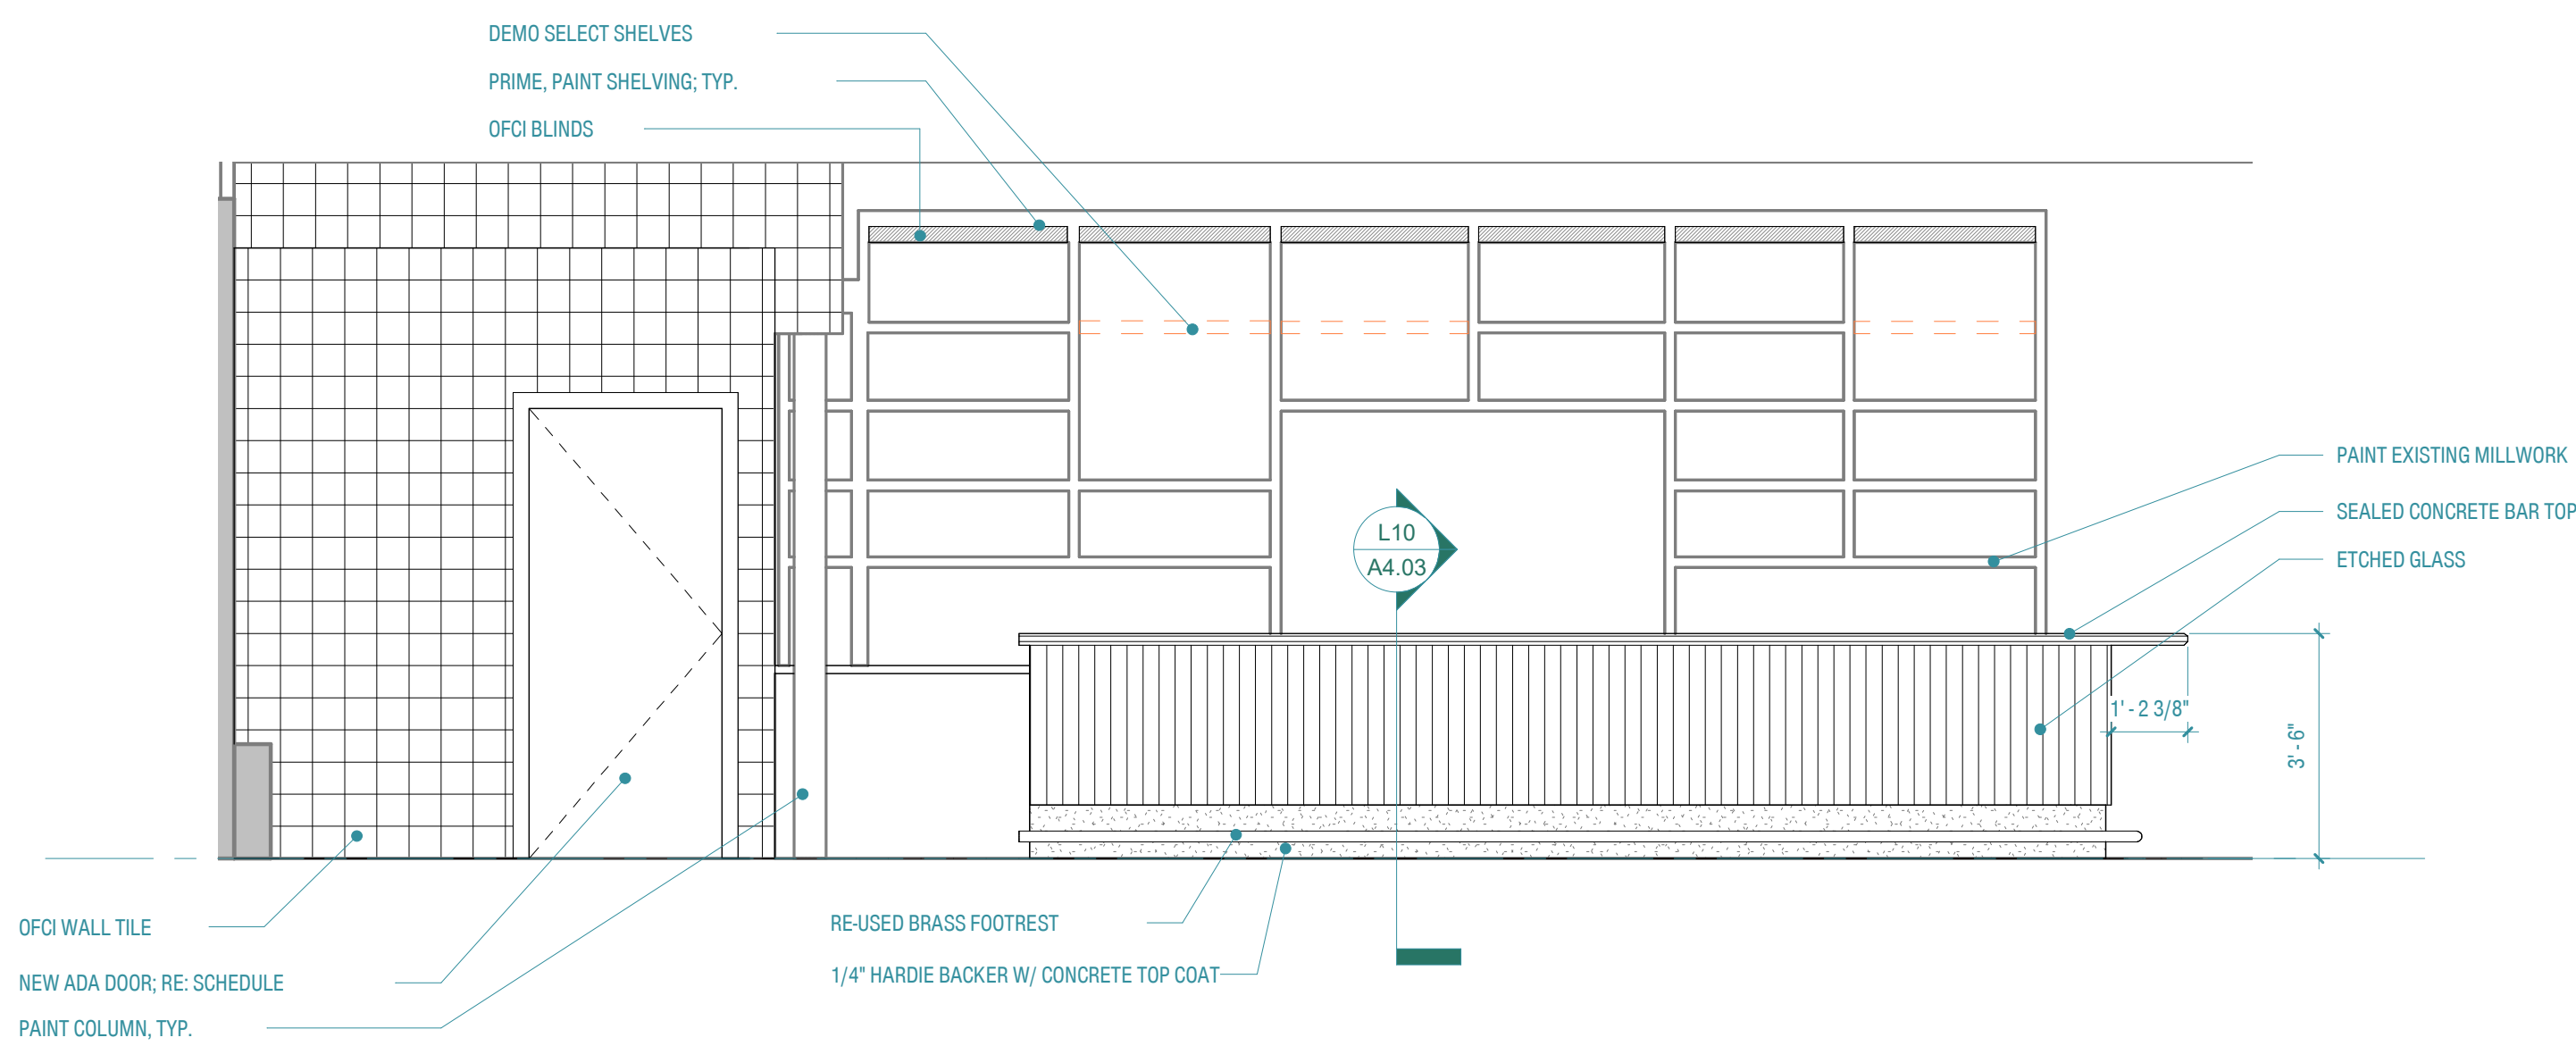 DEMO SELECT SHELVES
PRIME, PAINT SHELVING; TYP.
OFCI BLINDS
PAINT EXISTING MILLWORK
SEALED CONCRETE BAR TOP
ETCHED GLASS
L10
A4.03
1' - 2 3/8"
3' - 6"
OFCI WALL TILE
NEW ADA DOOR; RE: SCHEDULE
PAINT COLUMN, TYP.
RE-USED BRASS FOOTREST
1/4" HARDIE BACKER W/ CONCRETE TOP COAT